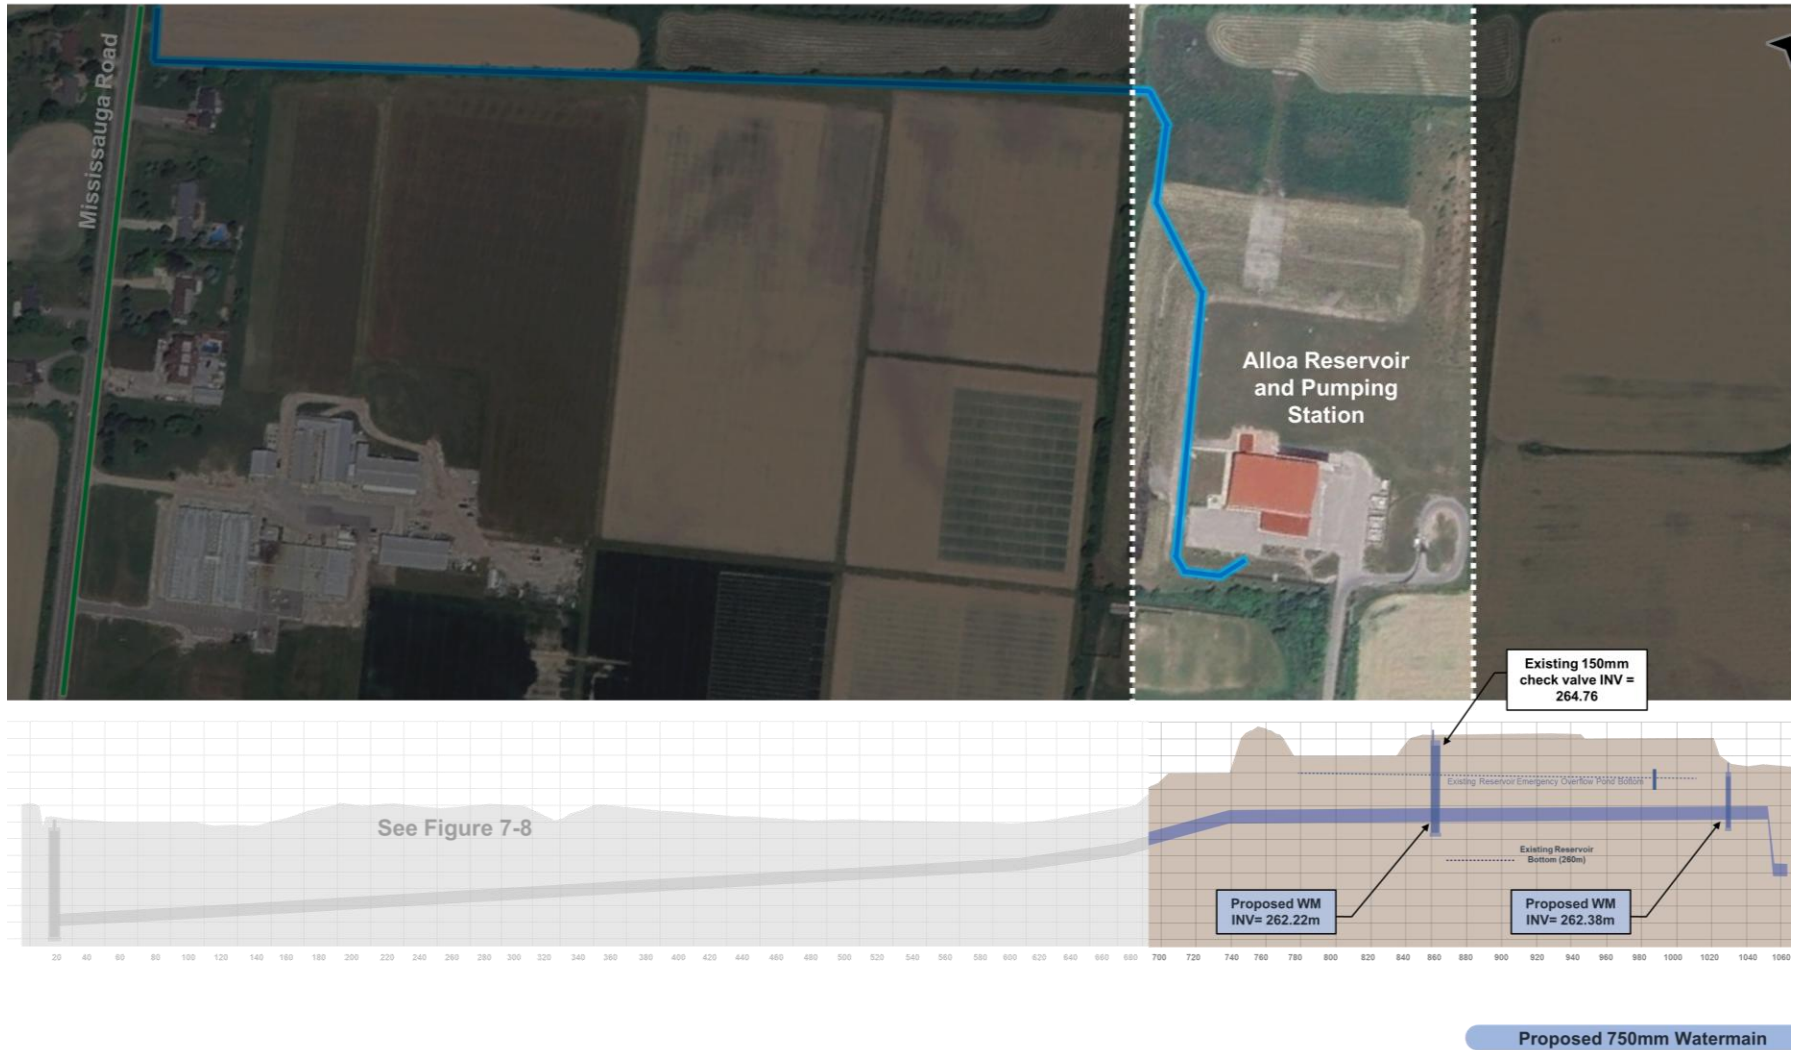 Mississauga Road
Alloa Reservoir
and Pumping
Station
Existing 150mm
check valve INV =
264.76
Existing Reservoir Emergency Overflow Pond Bottom
See Figure 7-8
Existing Reservoir
Bottom (260m)
Proposed WM
INV= 262.22m
Proposed WM
INV= 262.38m
20 40 60 80 100 120 140 160 180 200 220 240 260 280 300 320 340 360 380 400 420 440 460 480 500 520 540 560 580 600 620 640 660 680 700 720 740 760 780 800 820 840 860 880 900 920 940 960 980 1000 1020 1040 1060
Proposed 750mm Watermain